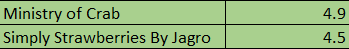 Ministry of Crab 4.9
Simply Strawberries By Jagro 4.5